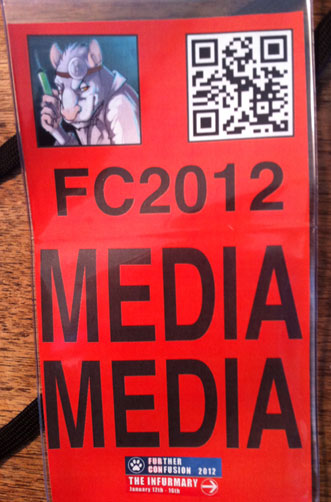 FC2012
MEDIA
MEDIA
FURTHER
CONFUSION 2012
THE INFURMARY
January 12th - 16th